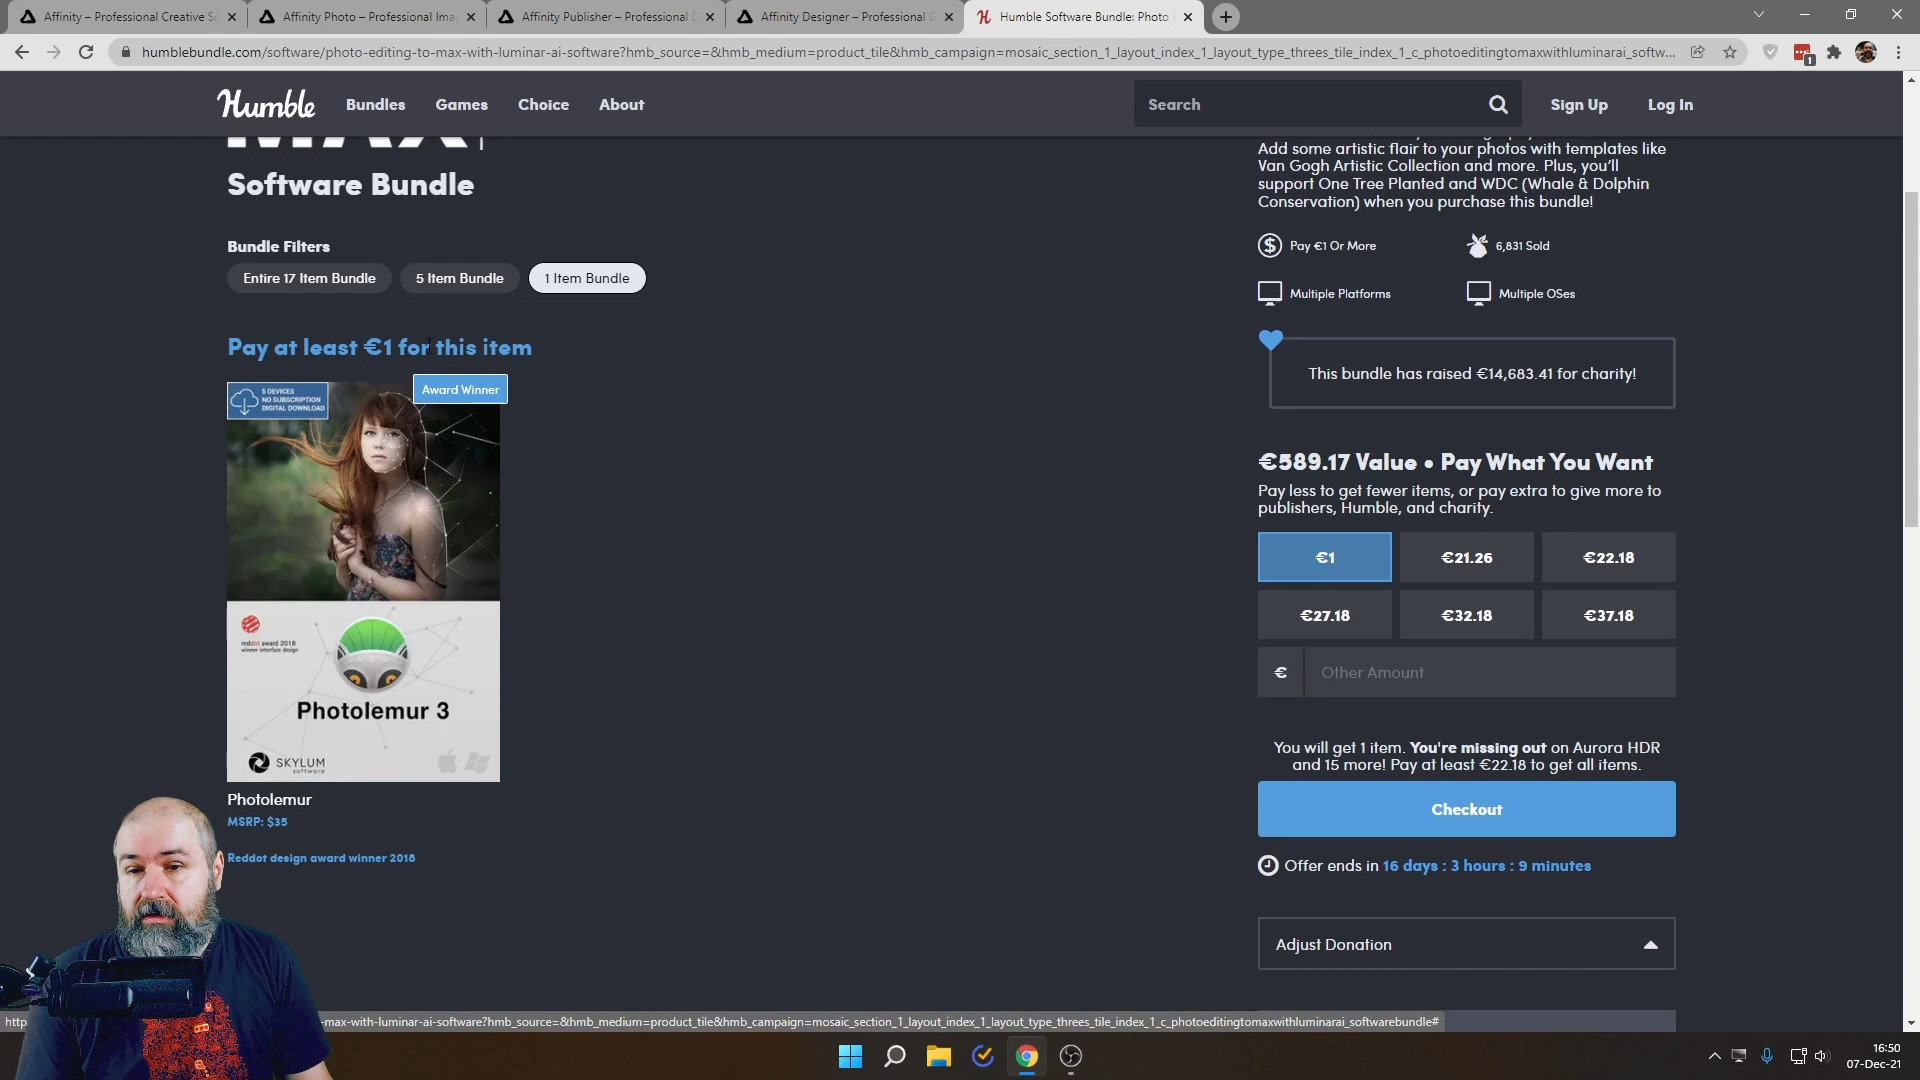 Affinity – Professional Creative So
Affinity Photo – Professional Ima
Affinity Publisher – Professional D
Affinity Designer – Professional G
Humble Software Bundle: Photo
humblebundle.com/software/photo-editing-to-max-with-luminar-ai-software?hmb_source=&hmb_medium=product_tile&hmb_campaign=mosaic_section_1_layout_index_1_layout_type_threes_tile_index_1_c_photoeditingtomaxwithluminarai_softw...
1
Humble
Bundles
Games
Choice
About
Search
Sign Up
Log In
Software Bundle
Bundle Filters
Entire 17 Item Bundle
5 Item Bundle
1 Item Bundle
Pay at least €1 for this item
5 DEVICES
NO SUBSCRIPTION
DIGITAL DOWNLOAD
Award Winner
reddot award 2018
winner interface design
Photolemur 3
SKYLUM
software
Photolemur
MSRP: $35
Reddot design award winner 2018
Add some artistic flair to your photos with templates like
Van Gogh Artistic Collection and more. Plus, you'll
support One Tree Planted and WDC (Whale & Dolphin
Conservation) when you purchase this bundle!
Pay €1 Or More
6,831 Sold
Multiple Platforms
Multiple OSes
This bundle has raised €14,683.41 for charity!
€589.17 Value • Pay What You Want
Pay less to get fewer items, or pay extra to give more to
publishers, Humble, and charity.
€1
€21.26
€22.18
€27.18
€32.18
€37.18
€
Other Amount
You will get 1 item. You're missing out on Aurora HDR
and 15 more! Pay at least €22.18 to get all items.
Checkout
Offer ends in 16 days : 3 hours : 9 minutes
Adjust Donation
http
-max-with-luminar-ai-software?hmb_source=&hmb_medium=product_tile&hmb_campaign=mosaic_section_1_layout_index_1_layout_type_threes_tile_index_1_c_photoeditingtomaxwithluminarai_softwarebundle#
16:50
07-Dec-21